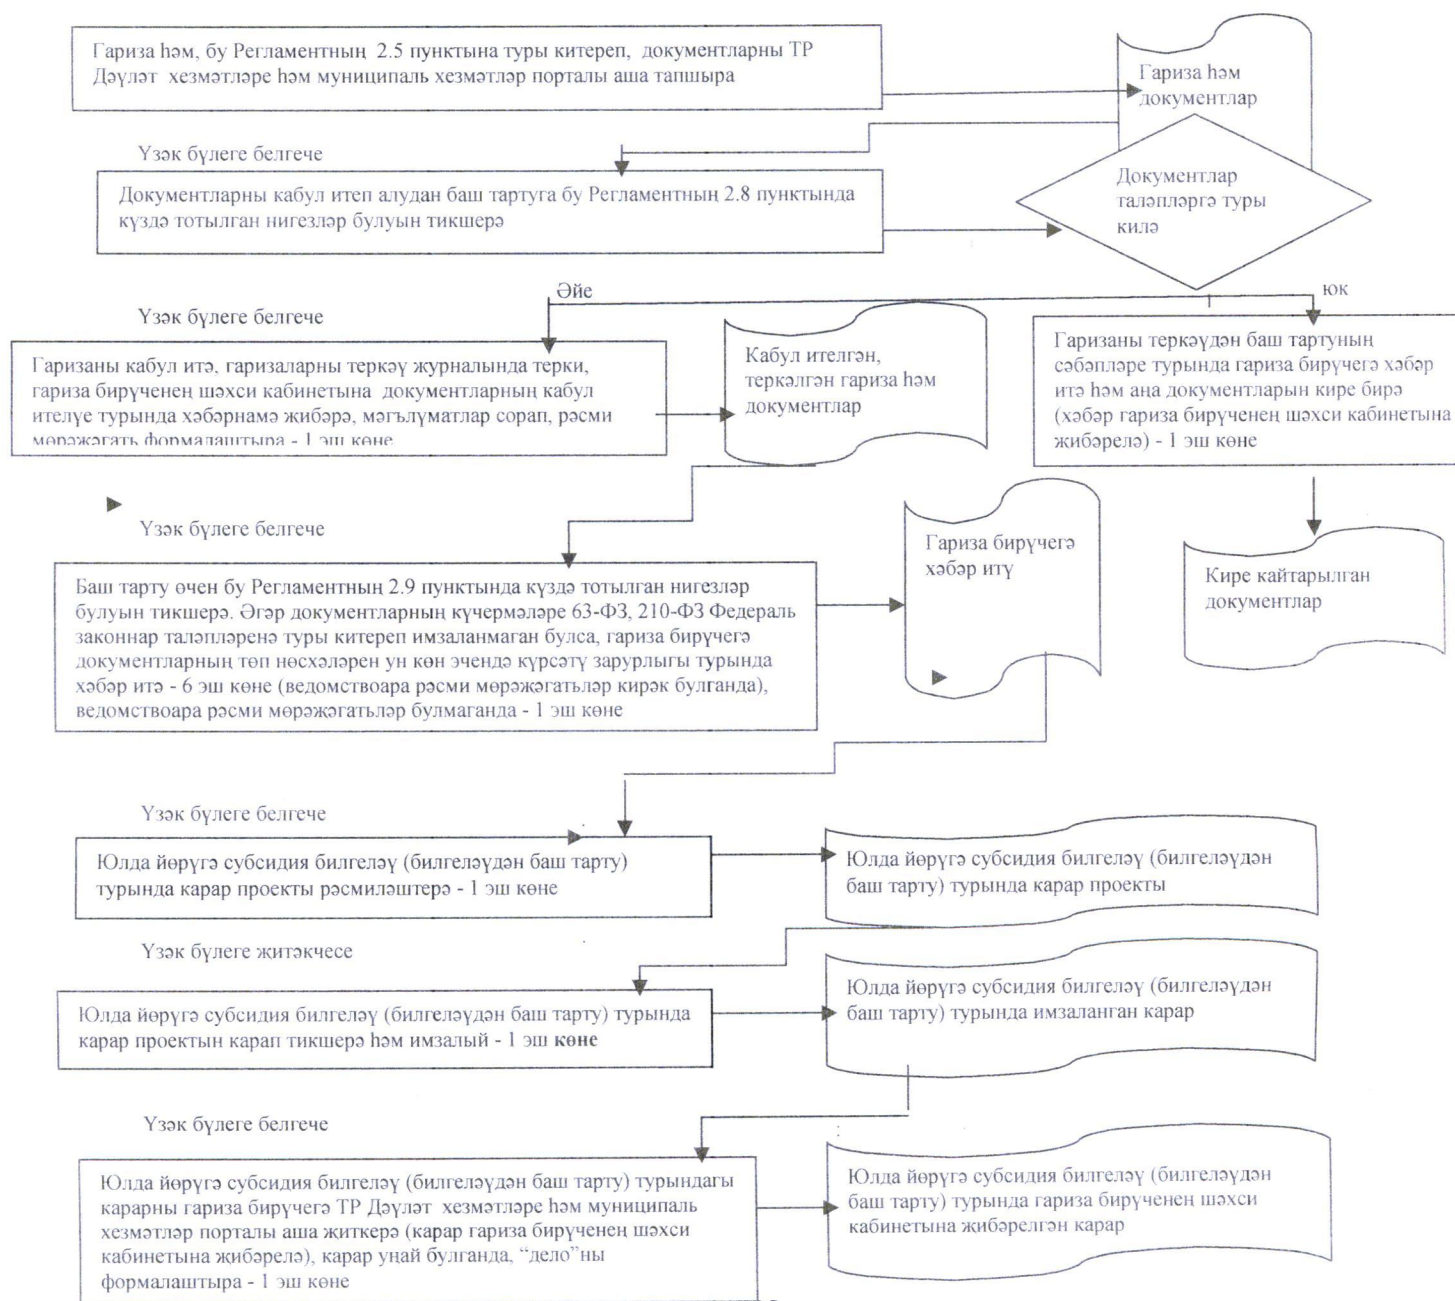 Гариза һәм, бу Регламентның 2.5 пунктына туры китереп, документларны ТР
Дәүләт хезмәтләре һәм муниципаль хезмәтләр порталы аша тапшыра
Гариза һәм
документлар
Үзәк бүлеге белгече
Документларны кабул итеп алудан баш тартуга бу Регламентның 2.8 пунктында
күздә тотылган нигезләр булуын тикшерә
Документлар
таләпләргә туры
килә
Әйе
юк
Үзәк бүлеге белгече
Гаризаны кабул итә, гаризаларны теркәү журналында терки,
гариза бирүченең шәхси кабинетына документларның кабул
ителүе турында хәбәрнамә җибәрә, мәгълүматлар сорап, рәсми
мөрәҗәгать формалаштыра - 1 эш көне
Кабул ителгән,
теркәлгән гариза һәм
документлар
Гаризаны теркәүдән баш тартуның
сәбәпләре турында гариза бирүчегә хәбәр
итә һәм аңа документларын кире бирә
(хәбәр гариза бирүченең шәхси кабинетына
җибәрелә) - 1 эш көне
Үзәк бүлеге белгече
Баш тарту өчен бу Регламентның 2.9 пунктында күздә тотылган нигезләр
булуын тикшерә. Әгәр документларның күчермәләре 63-ФЗ, 210-ФЗ Федераль
законнар таләпләренә туры китереп имзаланмаган булса, гариза бирүчегә
документларның төп нөсхәләрен ун көн эчендә күрсәтү зарурлыгы турында
хәбәр итә - 6 эш көне (ведомствоара рәсми мөрәҗәгатьләр кирәк булганда),
ведомствоара рәсми мөрәҗәгатьләр булмаганда - 1 эш көне
Гариза бирүчегә
хәбәр итү
Кире кайтарылган
документлар
Үзәк бүлеге белгече
Юлда йөрүгә субсидия билгеләү (билгеләүдән баш тарту)
турында карар проекты рәсмиләштерә - 1 эш көне
Юлда йөрүгә субсидия билгеләү (билгеләүдән
баш тарту) турында карар проекты
Үзәк бүлеге җитәкчесе
Юлда йөрүгә субсидия билгеләү (билгеләүдән баш тарту) турында
карар проектын карап тикшерә һәм имзалый - 1 эш көне
Юлда йөрүгә субсидия билгеләү (билгеләүдән
баш тарту) турында имзаланган карар
Үзәк бүлеге белгече
Юлда йөрүгә субсидия билгеләү (билгеләүдән баш тарту) турындагы
карарны гариза бирүчегә ТР Дәүләт хезмәтләре һәм муниципаль
хезмәтләр порталы аша җиткерә (карар гариза бирүченең шәхси
кабинетына җибәрелә), карар уңай булганда, “дело”ны
формалаштыра - 1 эш көне
Юлда йөрүгә субсидия билгеләү (билгеләүдән
баш тарту) турында гариза бирүченең шәхси
кабинетына җибәрелгән карар